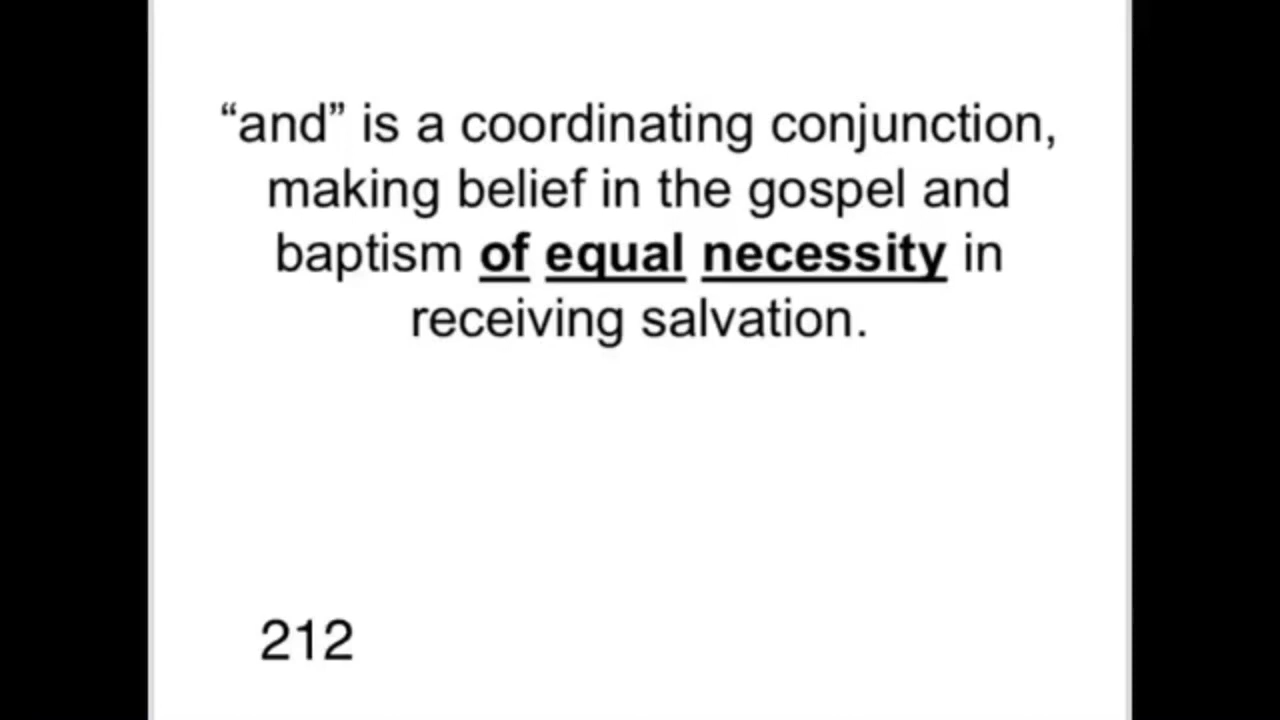 “and” is a coordinating conjunction,
making belief in the gospel and
baptism of equal necessity in
receiving salvation.
212